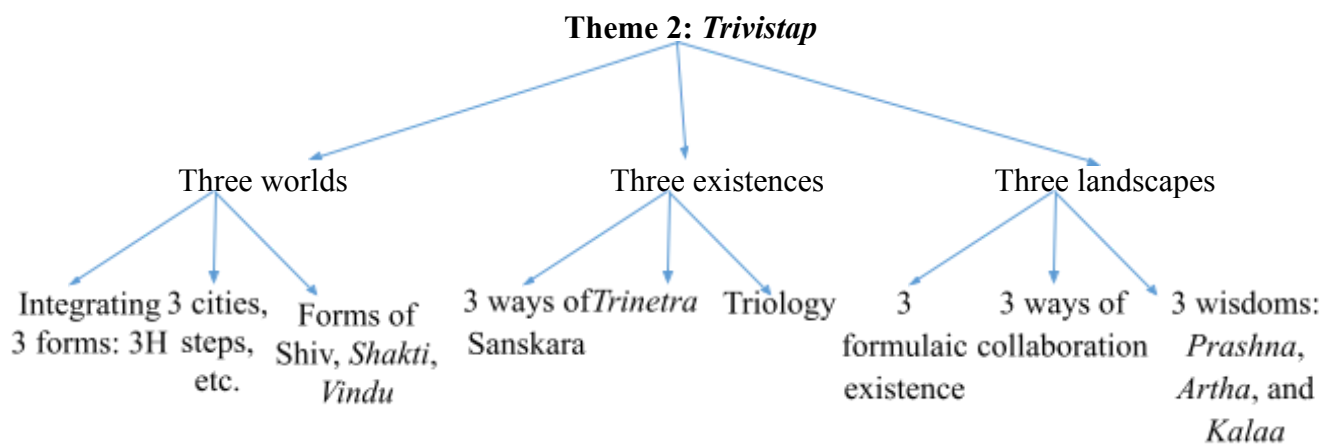 Theme 2: Trivistap
Three worlds
Three existences
Three landscapes
Integrating
3 forms: 3H
3 cities,
steps,
etc.
Forms of
Shiv, Shakti,
Vindu
3 ways of
Sanskara
Trinetra
Triology
3
formulaic
existence
3 ways of
collaboration
3 wisdoms:
Prashna,
Artha, and
Kalaa